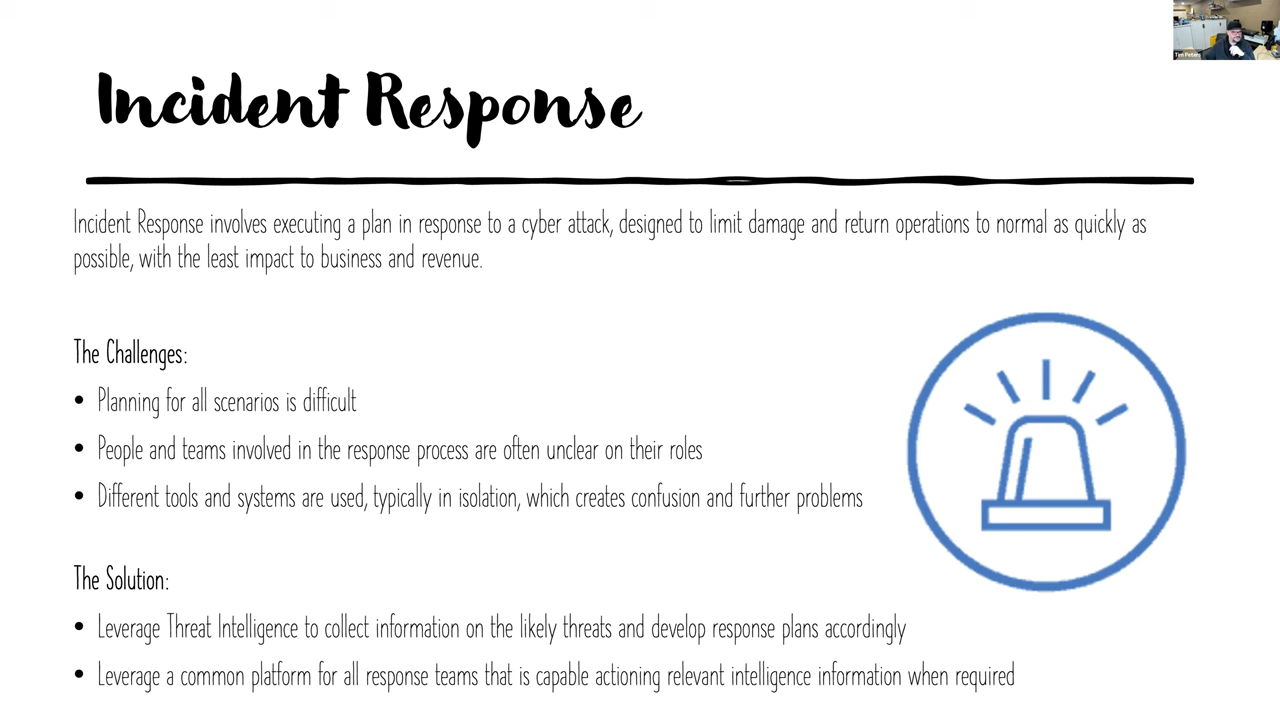 Tim Peters
Incident Response
Incident Response involves executing a plan in response to a cyber attack, designed to limit damage and return operations to normal as quickly as
possible, with the least impact to business and revenue.
The Challenges:
• Planning for all scenarios is difficult
• People and teams involved in the response process are often unclear on their roles
• Different tools and systems are used, typically in isolation, which creates confusion and further problems
The Solution:
• Leverage Threat Intelligence to collect information on the likely threats and develop response plans accordingly
• Leverage a common platform for all response teams that is capable actioning relevant intelligence information when required